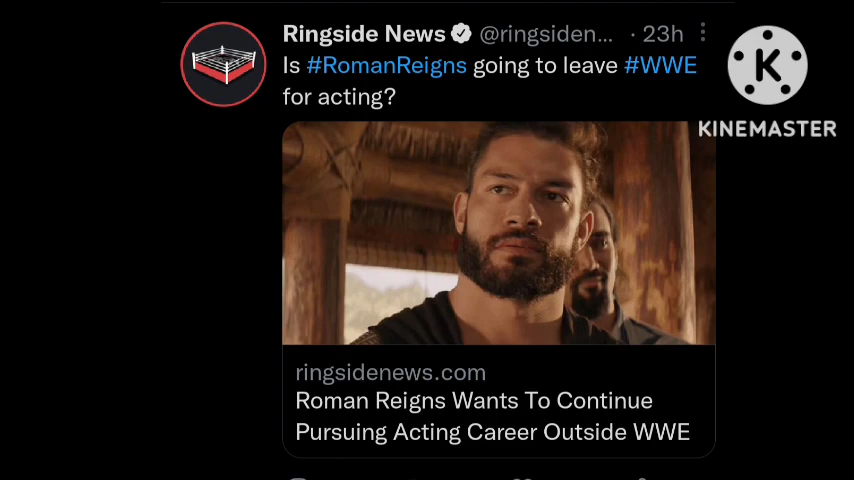 Ringside News @ringsiden... · 23h
Is #RomanReigns going to leave #WWE
for acting?
K
KINEMASTER
ringsidenews.com
Roman Reigns Wants To Continue
Pursuing Acting Career Outside WWE